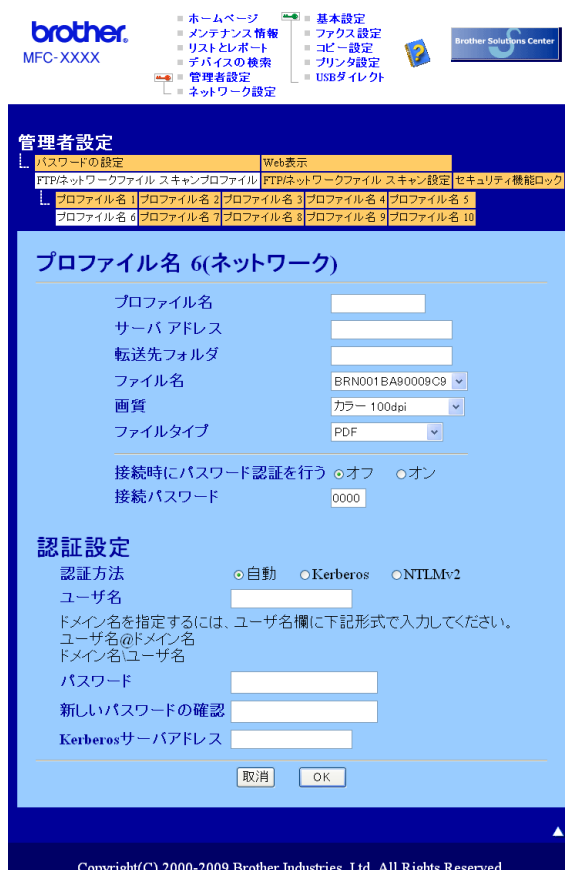 brother.
MFC-XXXX
ホームページ
メンテナンス情報
リストとレポート
デバイスの検索
管理者設定
ネットワーク設定
基本設定
ファクス設定
コピー設定
プリンタ設定
USBダイレクト
Brother Solutions Center
管理者設定
パスワードの設定 Web表示
FTP/ネットワークファイル スキャンプロファイル FTP/ネットワークファイル スキャン設定 セキュリティ機能ロック
プロファイル名 1 プロファイル名 2 プロファイル名 3 プロファイル名 4 プロファイル名 5
プロファイル名 6 プロファイル名 7 プロファイル名 8 プロファイル名 9 プロファイル名 10
プロファイル名 6(ネットワーク)
プロファイル名
サーバ アドレス
転送先フォルダ
ファイル名 BRN001BA90009C9
画質 カラー 100dpi
ファイルタイプ PDF
接続時にパスワード認証を行う オフ オン
接続パスワード 0000
認証設定
認証方法 自動 Kerberos NTLMv2
ユーザ名
ドメイン名を指定するには、ユーザ名欄に下記形式で入力してください。
ユーザ名@ドメイン名
ドメイン名\ユーザ名
パスワード
新しいパスワードの確認
Kerberosサーバアドレス
取消 OK
Copyright(C) 2000-2009 Brother Industries, Ltd. All Rights Reserved.